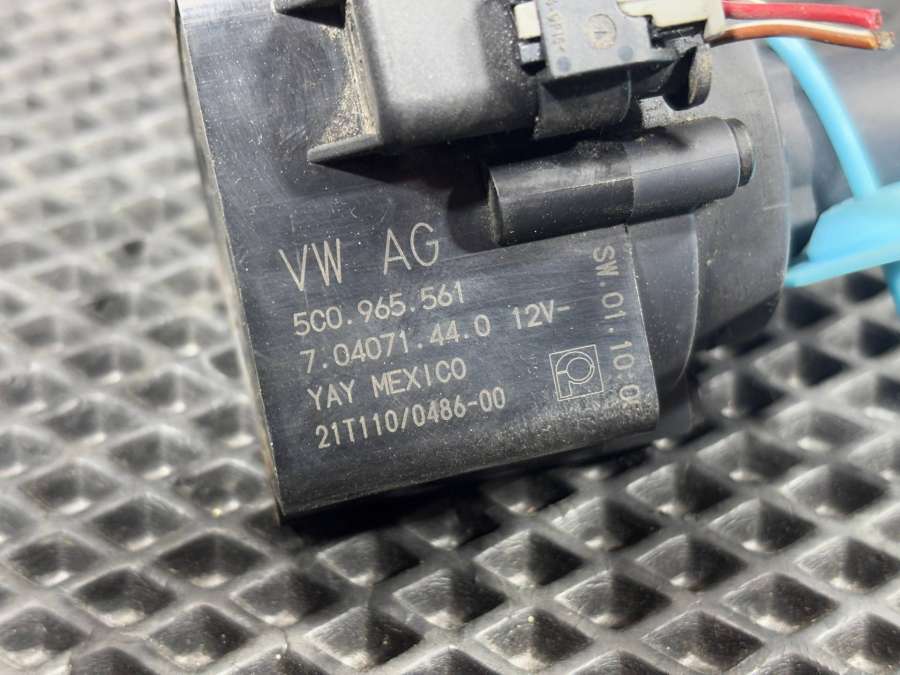 VW AG
5C0.965.561
7.04071.44.0 12V-
YAY MEXICO
21T110/0486-00
SW.01.10.0